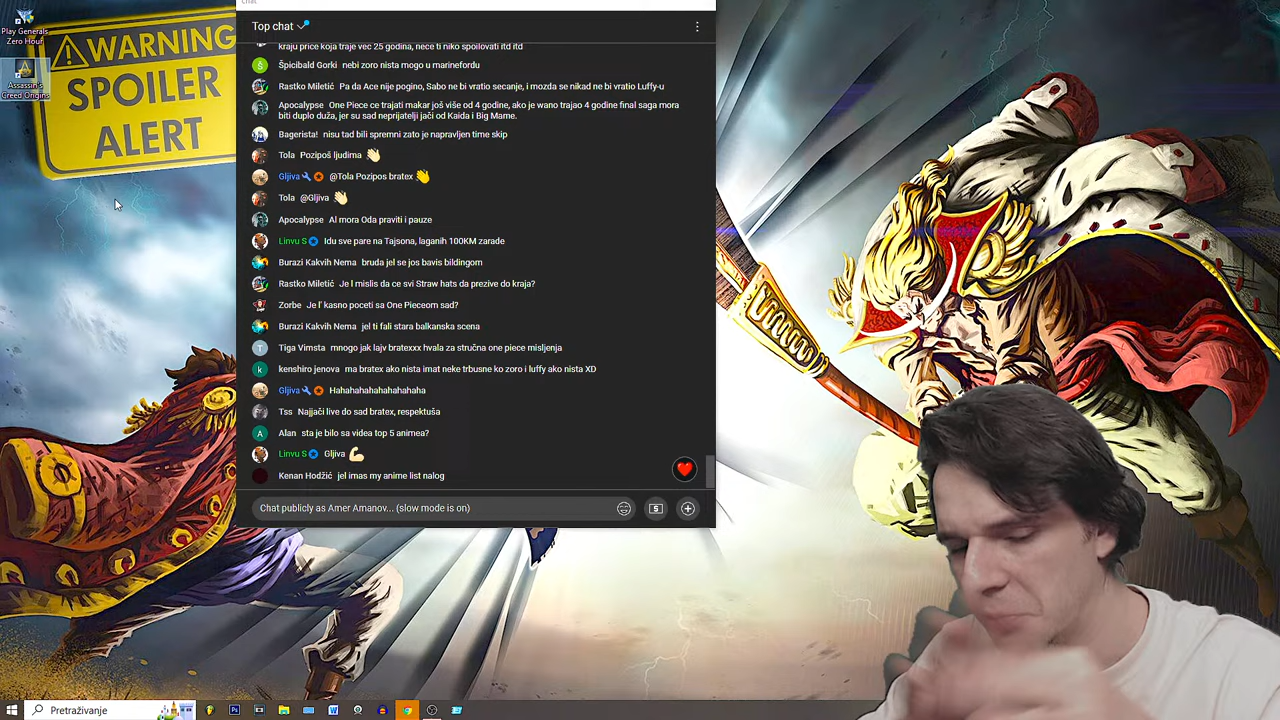 Play Generals
Zero Hour
Assassin's
Creed Origins
WARNING
SPOILER
ALERT
Top chat
kraju price koja traje vec 25 godina, nece ti niko spoilovati itd itd
Š
Špicibald Gorki nebi zoro nista mogu u marinefordu
Rastko Miletić Pa da Ace nije pogino, Sabo ne bi vratio secanje, i mozda se nikad ne bi vratio Luffy-u
Apocalypse One Piece ce trajati makar još više od 4 godine, ako je wano trajao 4 godine final saga mora
biti duplo duža, jer su sad neprijatelji jači od Kaida i Big Mame.
Bagerista! nisu tad bili spremni zato je napravljen time skip
Tola Pozipoš ljudima 👋🏻
Gljiva @Tola Pozipos bratex 👏
Tola @Gljiva 👋🏻
Apocalypse Al mora Oda praviti i pauze
Linvu S Idu sve pare na Tajsona, laganih 100KM zarade
Burazi Kakvih Nema bruda jel se jos bavis bildingom
Rastko Miletić Je l mislis da ce svi Straw hats da prezive do kraja?
Zorbe Je l' kasno poceti sa One Pieceom sad?
Burazi Kakvih Nema jel ti fali stara balkanska scena
T
Tiga Vimsta mnogo jak lajv bratexxx hvala za stručna one piece misljenja
k
kenshiro jenova ma bratex ako nista imat neke trbusne ko zoro i luffy ako nista XD
Gljiva Hahahahahahahahaha
Tss Najjači live do sad bratex, respektuša
A
Alan sta je bilo sa videa top 5 animea?
Linvu S Gljiva 💪🏻
Kenan Hodžić jel imas my anime list nalog
Chat publicly as Amer Amanov... (slow mode is on)
Pretraživanje